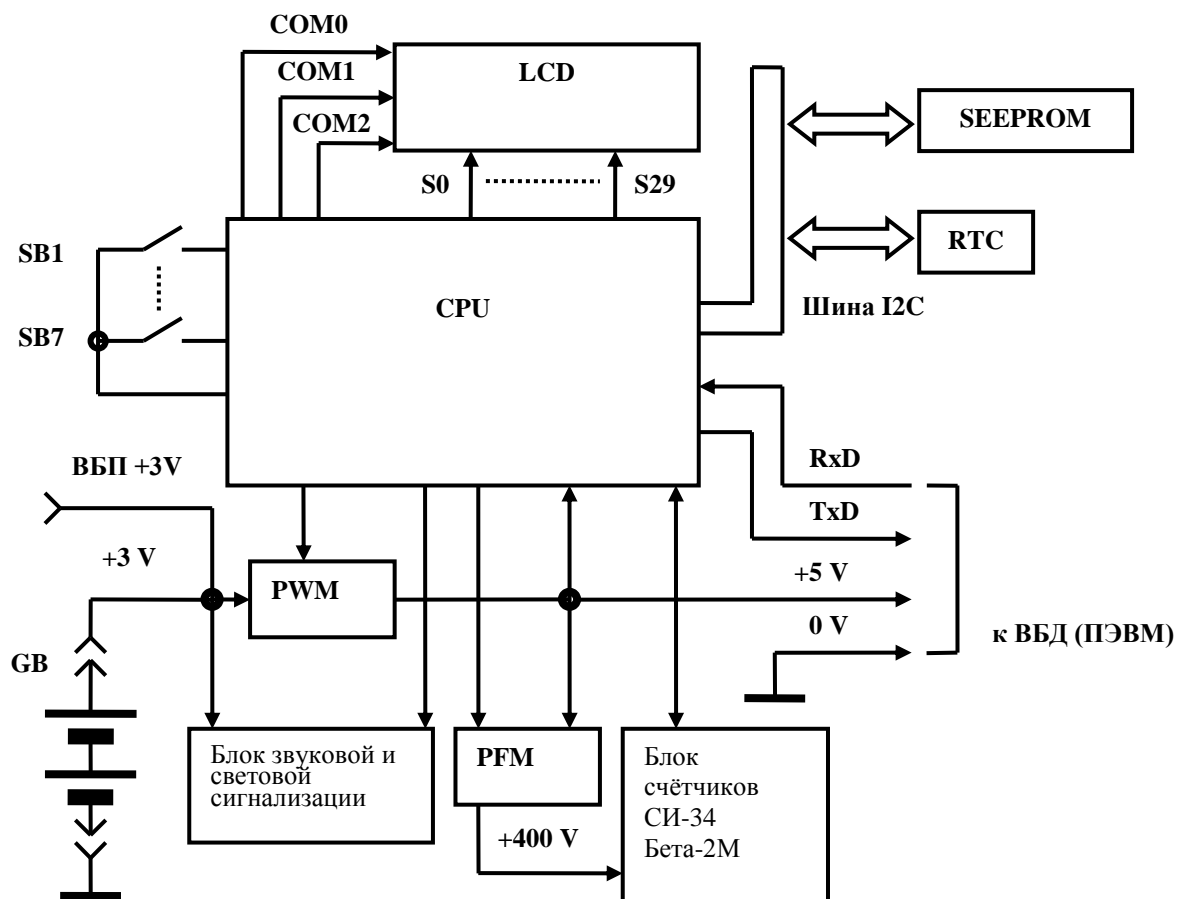 COM0
COM1
COM2
LCD
SEEPROM
S0
S29
SB1
RTC
CPU
Шина I2C
SB7
RxD
ВБП +3V
TxD
+3 V
PWM
+5 V
0 V
к ВБД (ПЭВМ)
GB
Блок звуковой и
световой
сигнализации
PFM
Блок
счётчиков
СИ-34
Бета-2М
+400 V